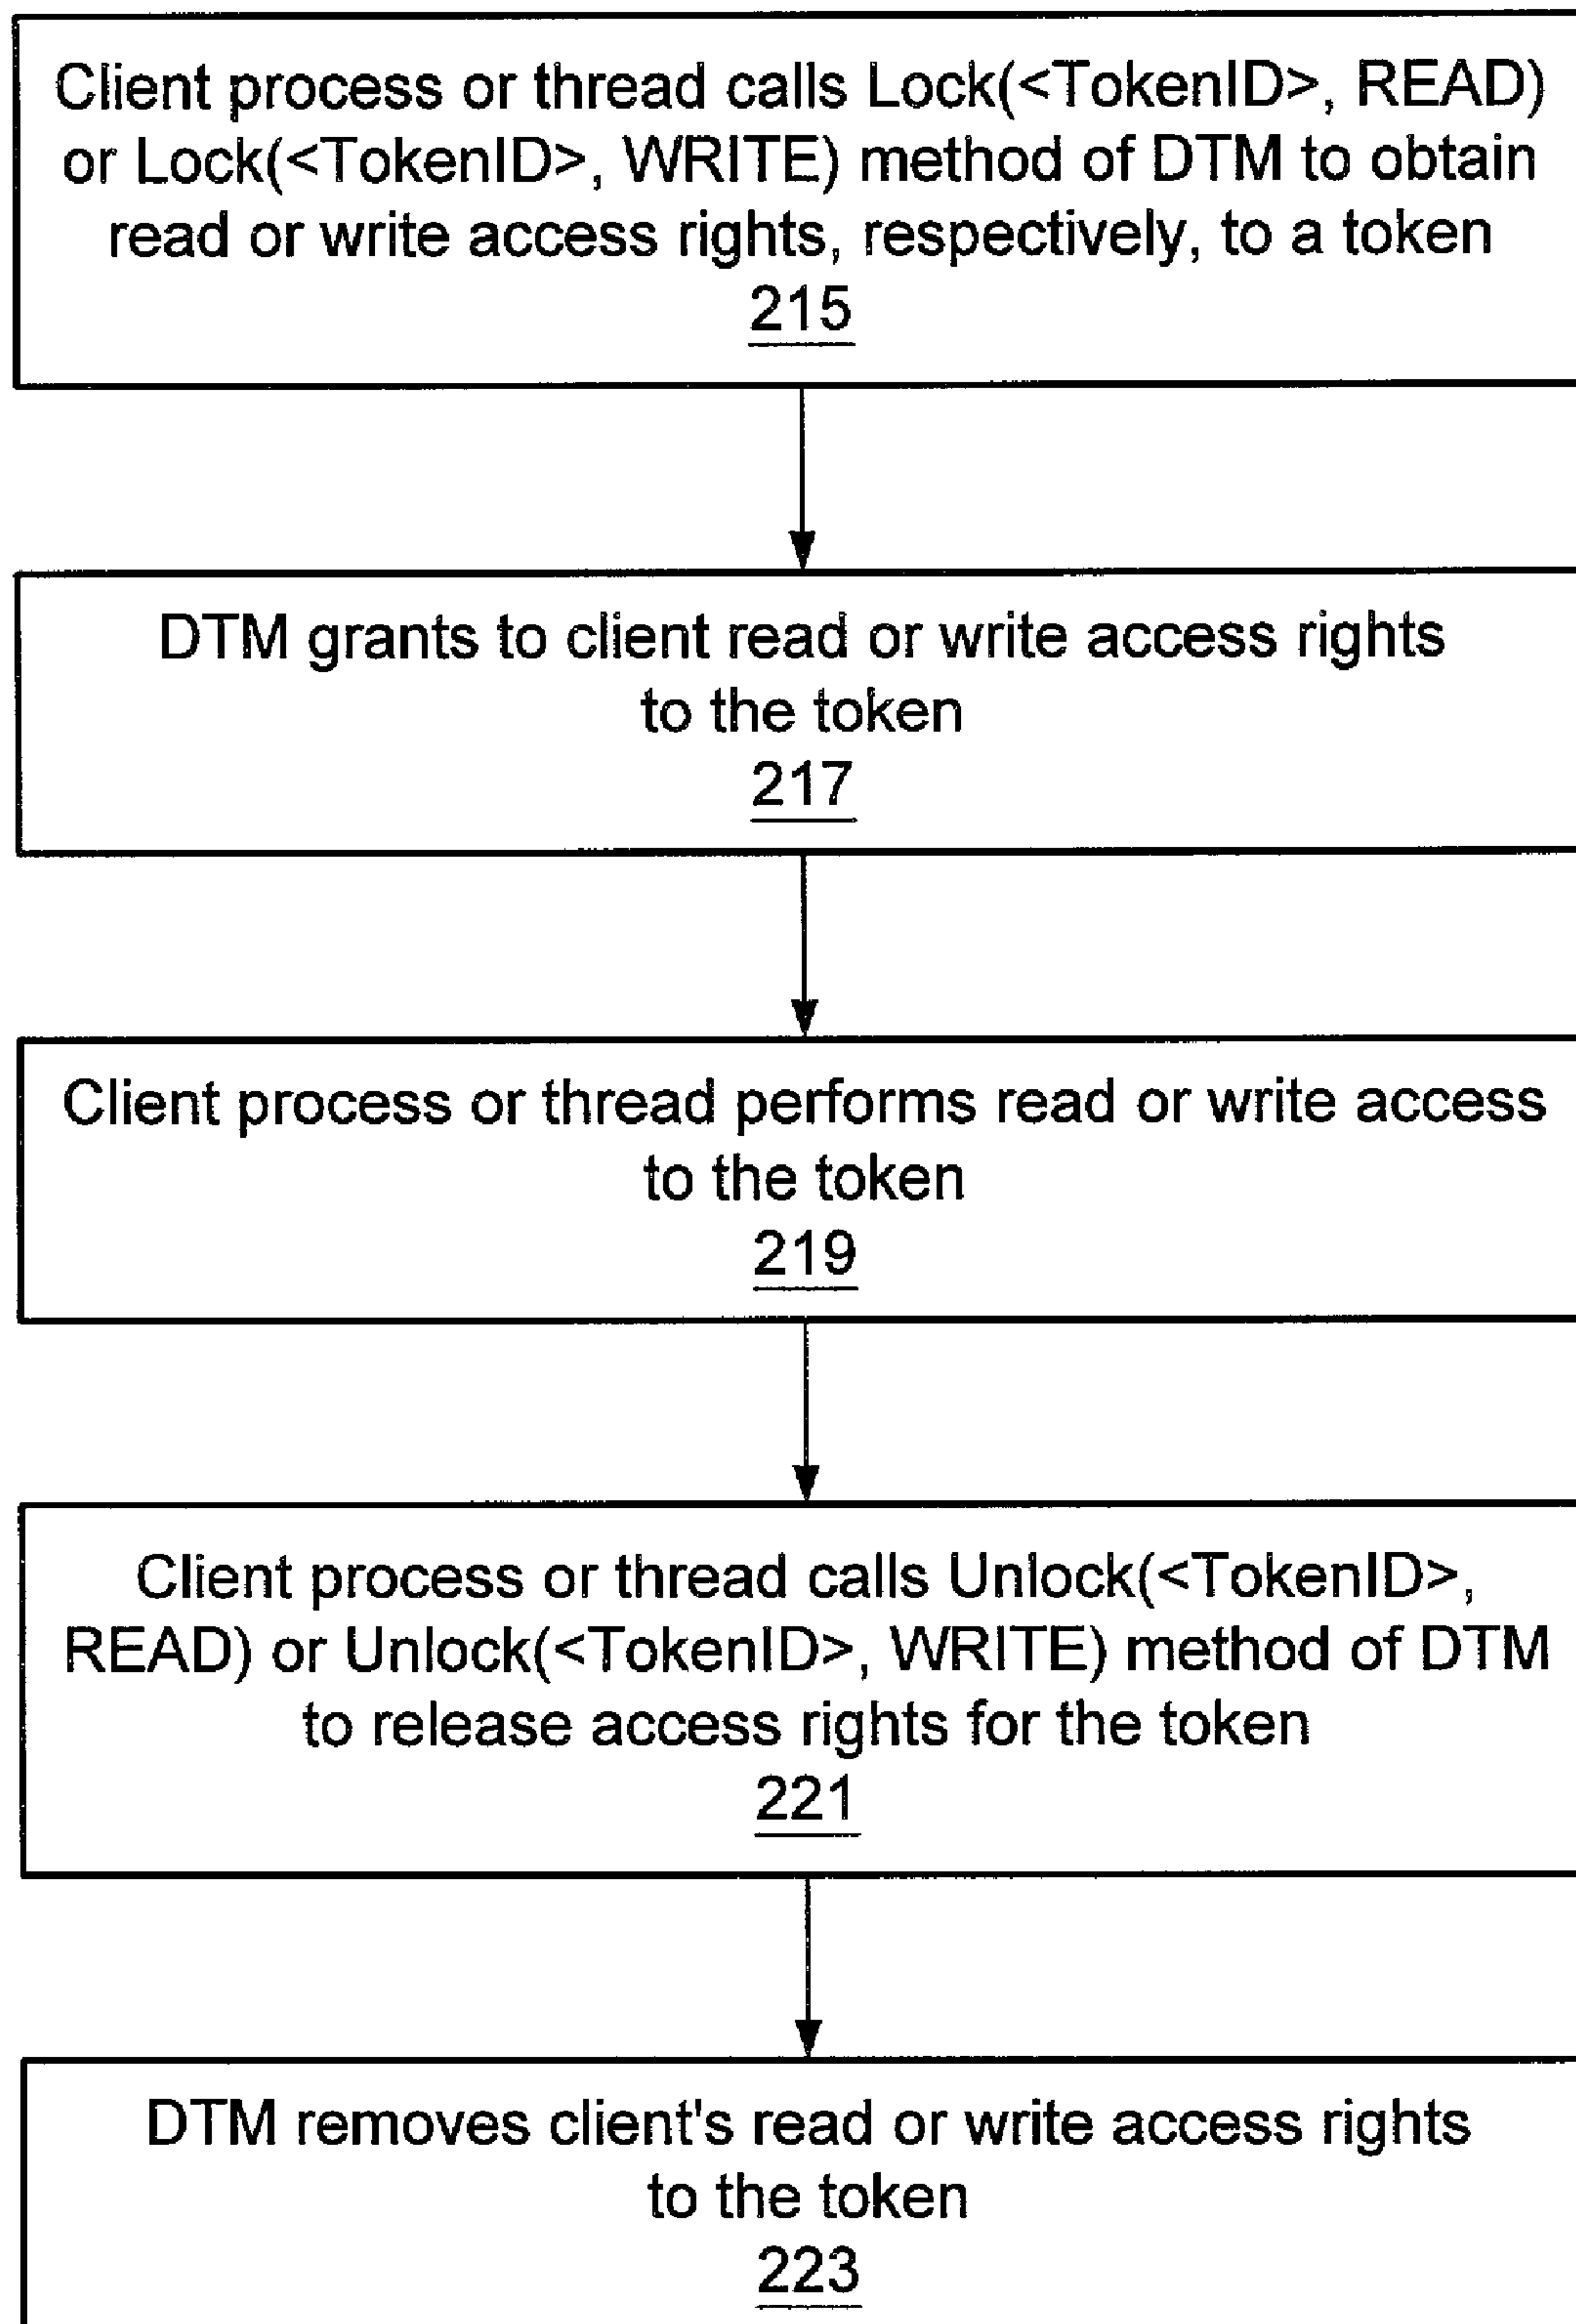 Client process or thread calls Lock(<TokenID>, READ)
or Lock(<TokenID>, WRITE) method of DTM to obtain
read or write access rights, respectively, to a token
215
DTM grants to client read or write access rights
to the token
217
Client process or thread performs read or write access
to the token
219
Client process or thread calls Unlock(<TokenID>,
READ) or Unlock(<TokenID>, WRITE) method of DTM
to release access rights for the token
221
DTM removes client's read or write access rights
to the token
223